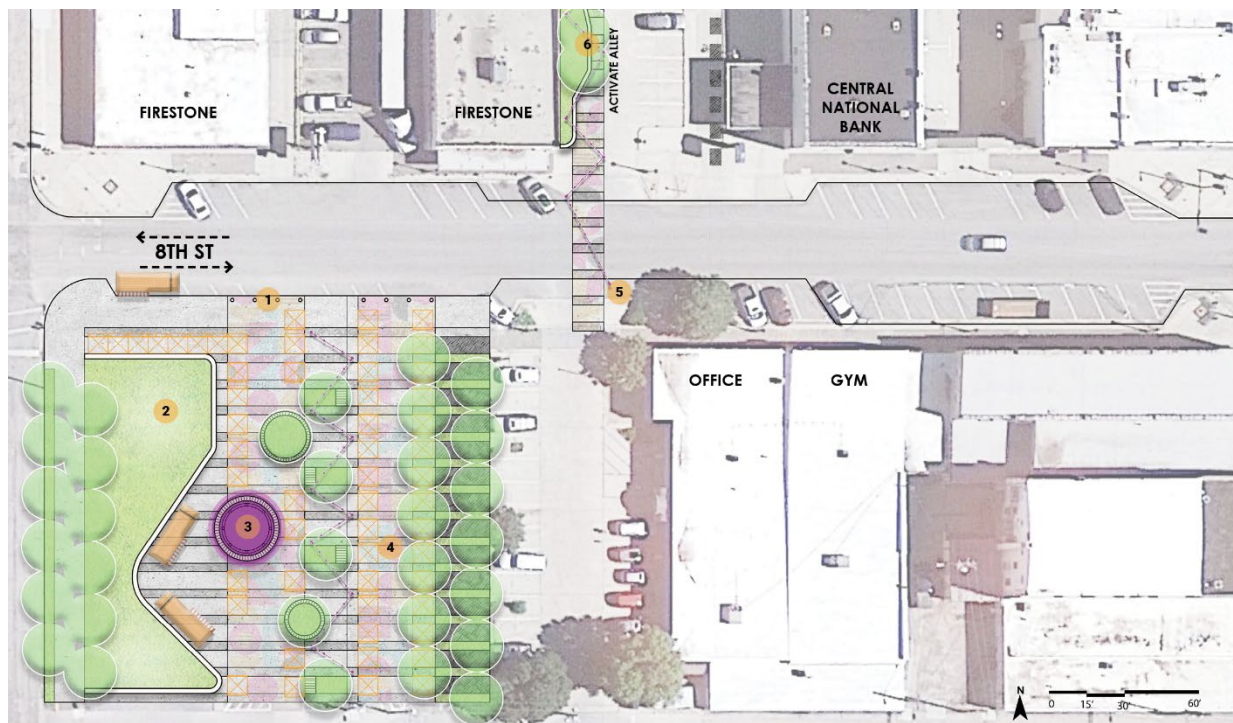 6
ACTIVATE ALLEY
FIRESTONE
FIRESTONE
CENTRAL
NATIONAL
BANK
8TH ST
1
5
2
OFFICE
GYM
3
4
N
0 15' 30' 60'